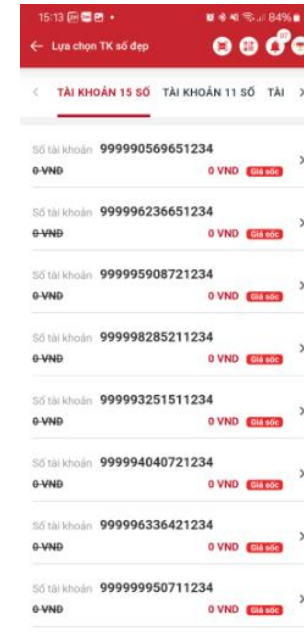 15:13
84%
Lựa chọn TK số đẹp
97
TÀI KHOẢN 15 SỐ TÀI KHOẢN 11 SỐ TÀI
Số tài khoản 999990569651234
0 VND 0 VND Giá sốc
Số tài khoản 999996236651234
0 VND 0 VND Giá sốc
Số tài khoản 999995908721234
0 VND 0 VND Giá sốc
Số tài khoản 999998285211234
0 VND 0 VND Giá sốc
Số tài khoản 999993251511234
0 VND 0 VND Giá sốc
Số tài khoản 999994040721234
0 VND 0 VND Giá sốc
Số tài khoản 999996336421234
0 VND 0 VND Giá sốc
Số tài khoản 999999950711234
0 VND 0 VND Giá sốc